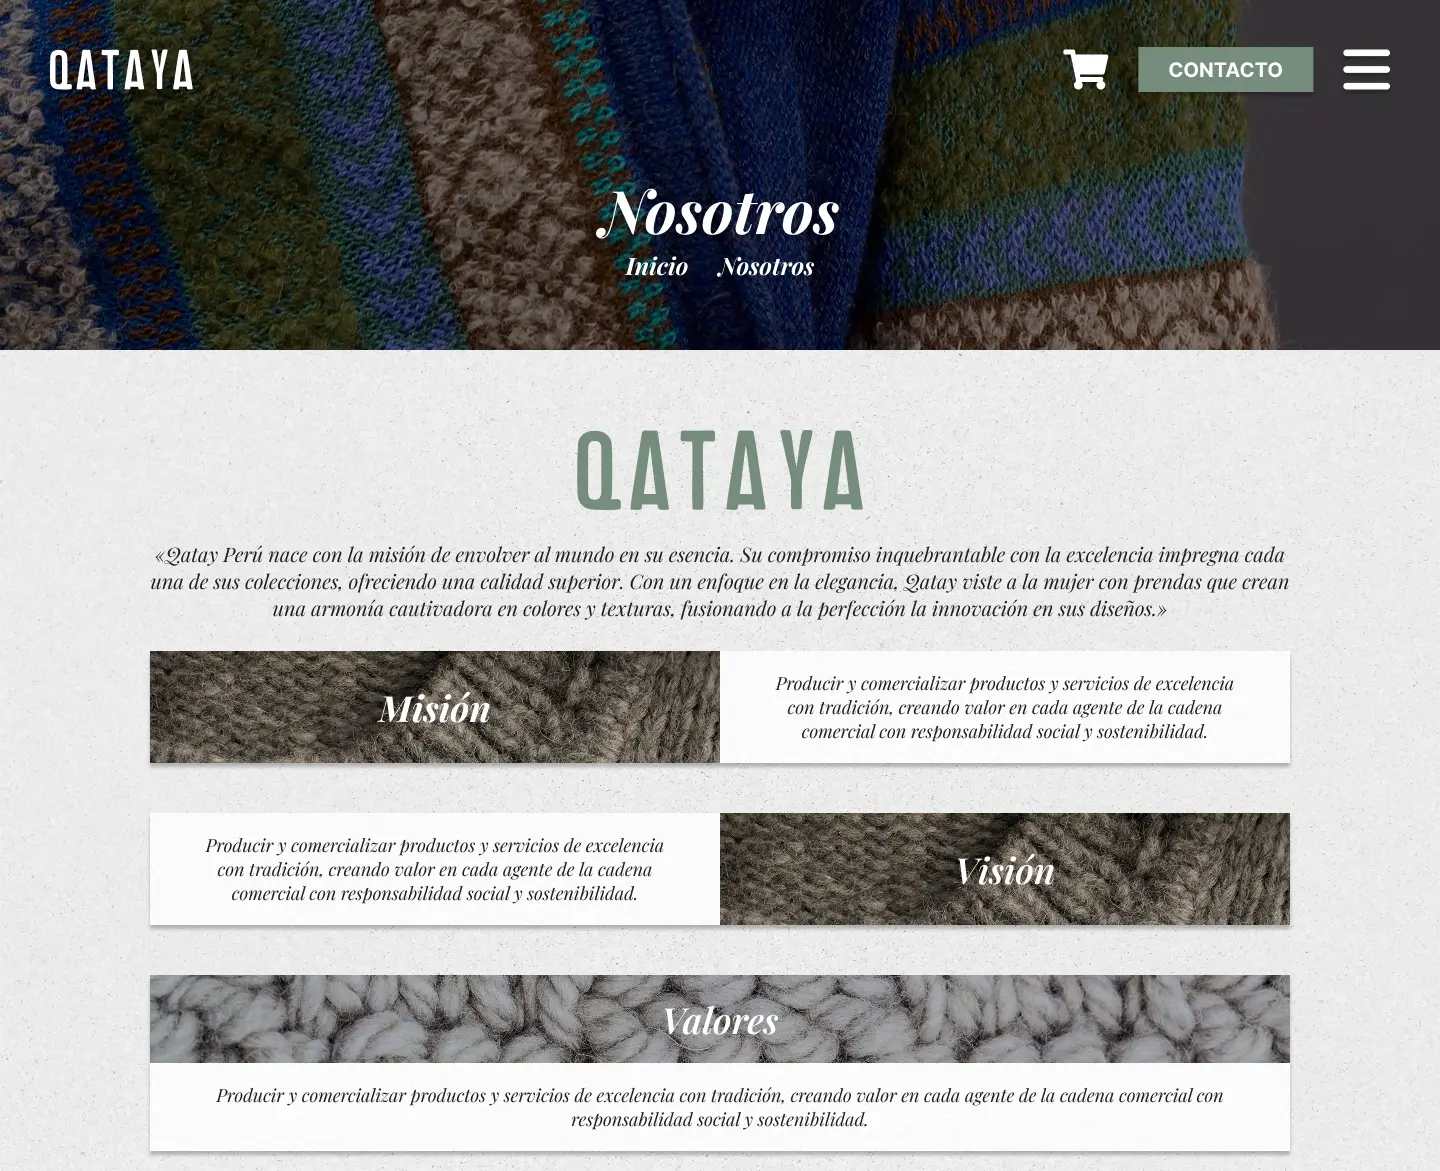 QATAYA
CONTACTO
Nosotros
Inicio Nosotros
QATAYA
«Qatay Perú nace con la misión de envolver al mundo en su esencia. Su compromiso inquebrantable con la excelencia impregna cada
una de sus colecciones, ofreciendo una calidad superior. Con un enfoque en la elegancia, Qatay viste a la mujer con prendas que crean
una armonía cautivadora en colores y texturas, fusionando a la perfección la innovación en sus diseños.»
Misión
Producir y comercializar productos y servicios de excelencia
con tradición, creando valor en cada agente de la cadena
comercial con responsabilidad social y sostenibilidad.
Producir y comercializar productos y servicios de excelencia
con tradición, creando valor en cada agente de la cadena
comercial con responsabilidad social y sostenibilidad.
Visión
Valores
Producir y comercializar productos y servicios de excelencia con tradición, creando valor en cada agente de la cadena comercial con
responsabilidad social y sostenibilidad.